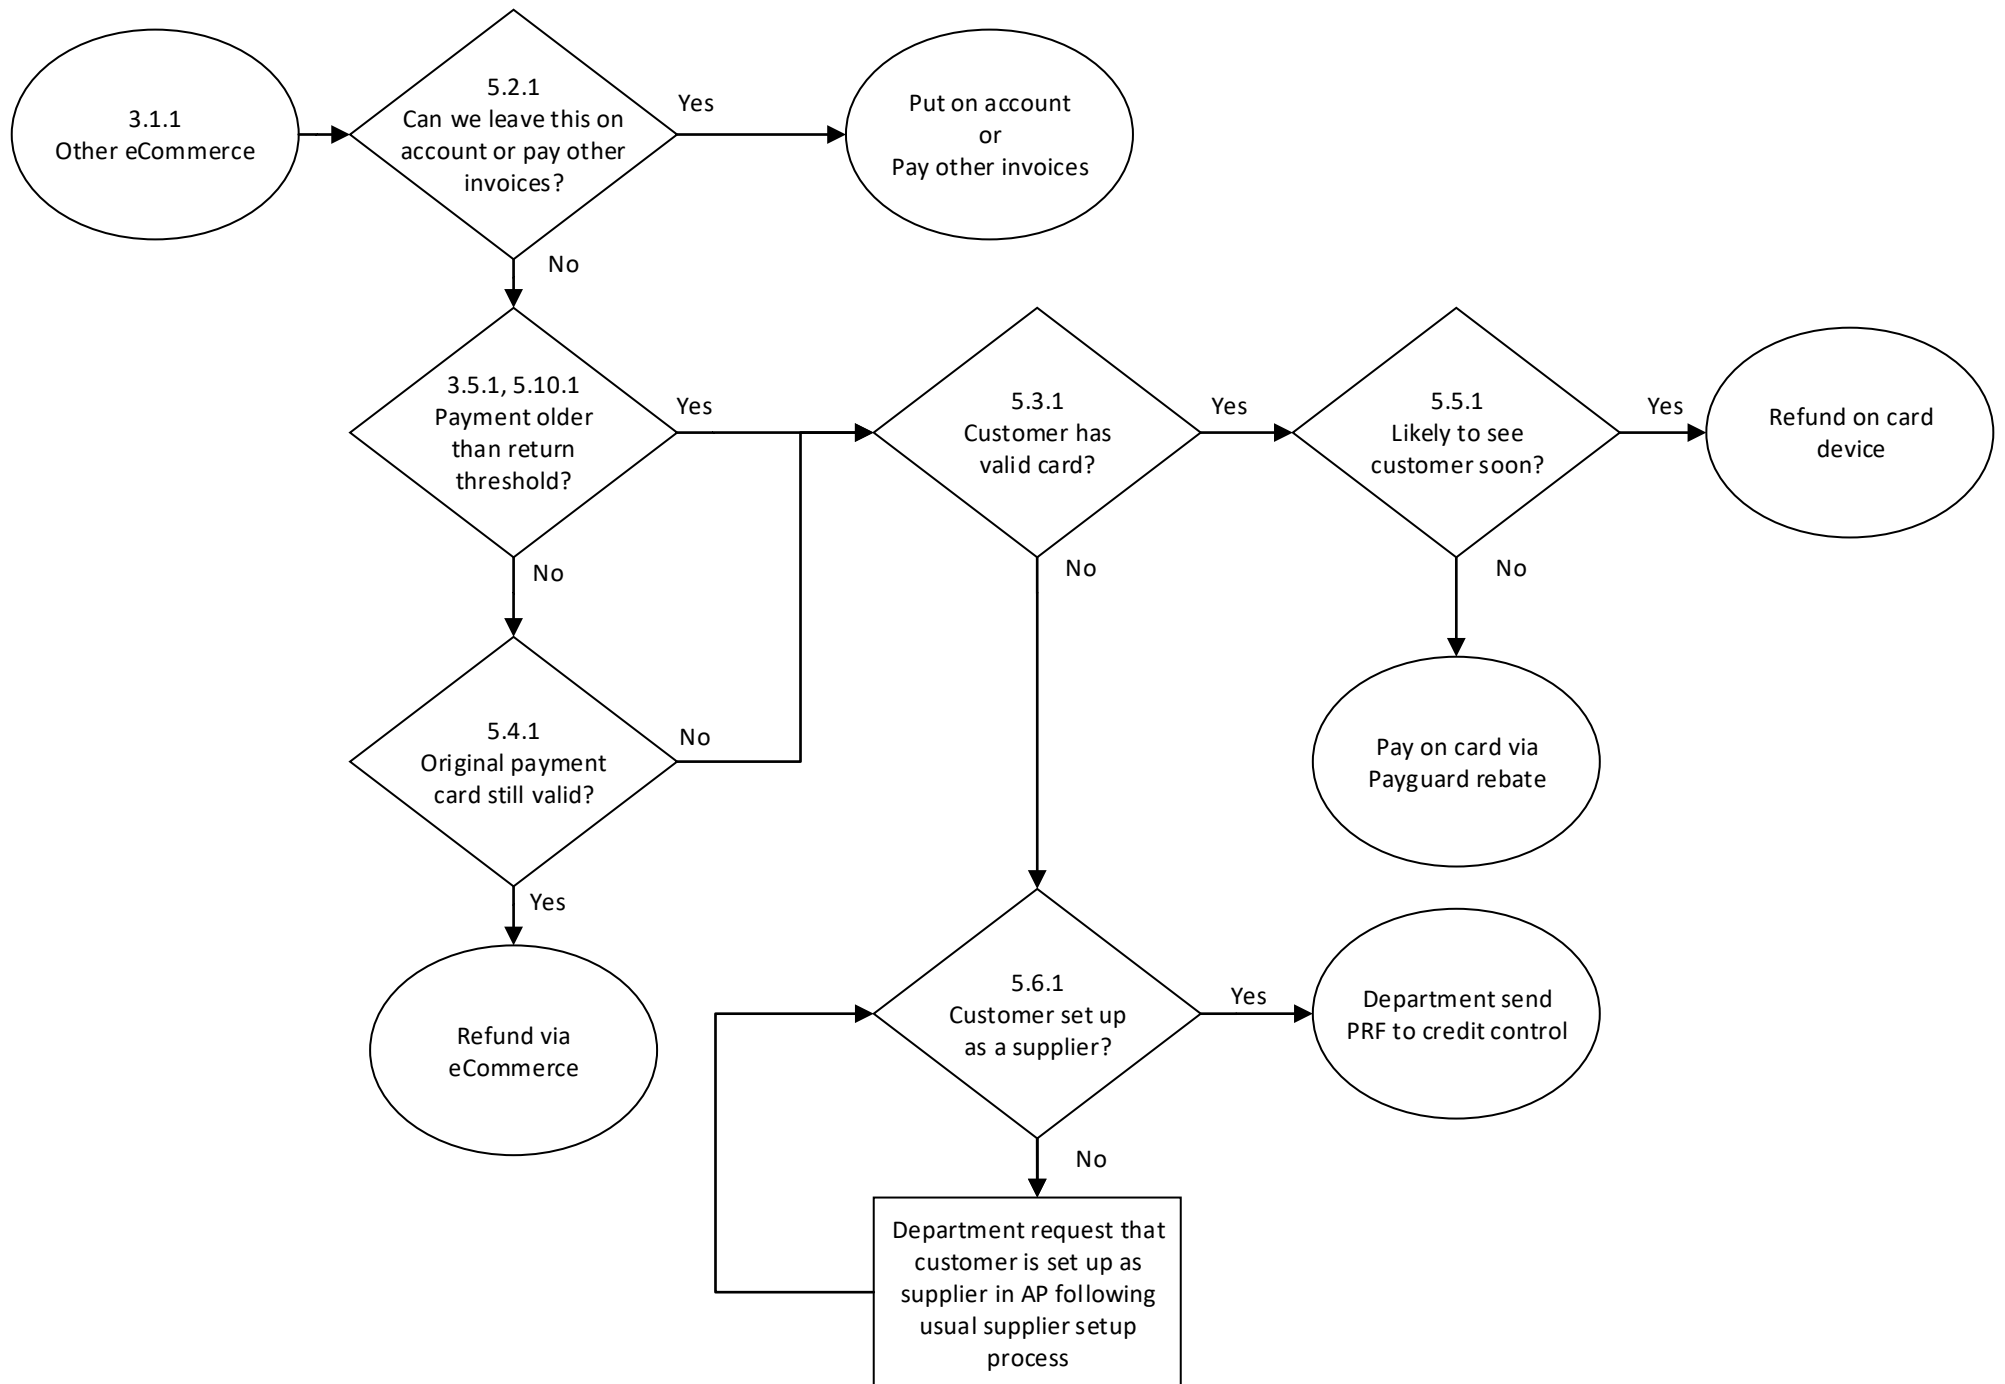 3.1.1
Other eCommerce
5.2.1
Can we leave this on
account or pay other
invoices?
Yes
Put on account
or
Pay other invoices
No
3.5.1, 5.10.1
Payment older
than return
threshold?
Yes
5.3.1
Customer has
valid card?
Yes
5.5.1
Likely to see
customer soon?
Yes
Refund on card
device
No
No
No
5.4.1
Original payment
card still valid?
No
Pay on card via
Payguard rebate
Yes
Refund via
eCommerce
5.6.1
Customer set up
as a supplier?
Yes
Department send
PRF to credit control
No
Department request that
customer is set up as
supplier in AP following
usual supplier setup
process